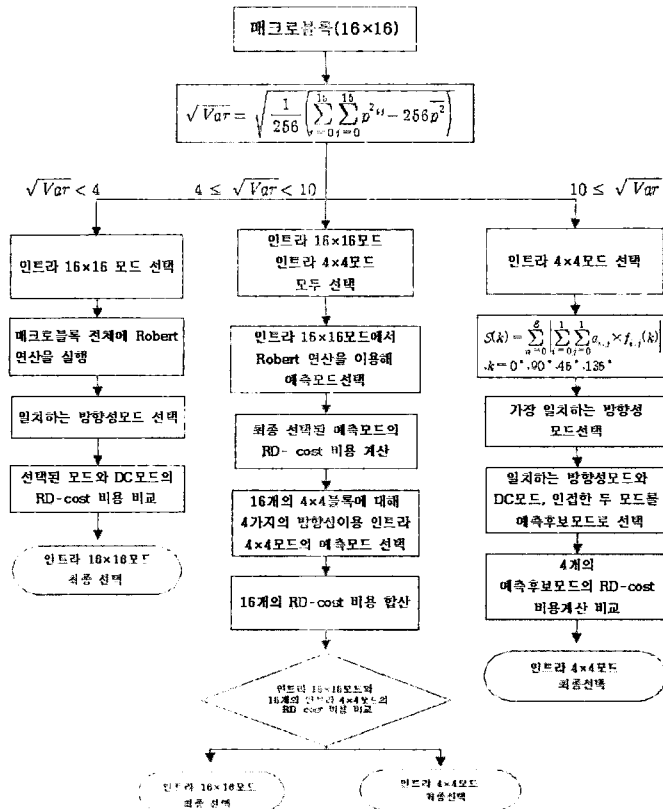 매크로블록(16×16)
√Var = √(1/256 (∑_{i=0}^{15} ∑_{j=0}^{15} p²ᵢⱼ − 256p̄²))
√Var < 4
4 ≤ √Var < 10
10 ≤ √Var
인트라 16×16 모드 선택
매크로블록 전체에 Robert
연산을 실행
일치하는 방향성모드 선택
선택된 모드와 DC모드의
RD-cost 비용 비교
인트라 16×16모드
최종 선택
인트라 16×16모드
인트라 4×4모드
모두 선택
인트라 16×16모드에서
Robert 연산을 이용해
예측모드선택
최종 선택된 예측모드의
RD- cost 비용 계산
16개의 4×4블록에 대해
4가지의 방향성이용 인트라
4×4모드의 예측모드 선택
16개의 RD-cost 비용 합산
인트라 16×16모드와
16개의 인트라 4×4모드의
RD cost 비용 비교
인트라 16×16모드
최종 선택
인트라 4×4모드
최종선택
인트라 4×4모드 선택
S(k) = ∑_{n=0}^{8} [∑_{i=0}^{1} ∑_{j=0}^{1} a_{i,j} × f_{i,j}(k)]
,k=0°,90°,45°,135°
가장 일치하는 방향성
모드선택
일치하는 방향성모드와
DC모드, 인접한 두 모드를
예측후보모드로 선택
4개의
예측후보모드의 RD-cost
비용계산 비교
인트라 4×4모드
최종선택